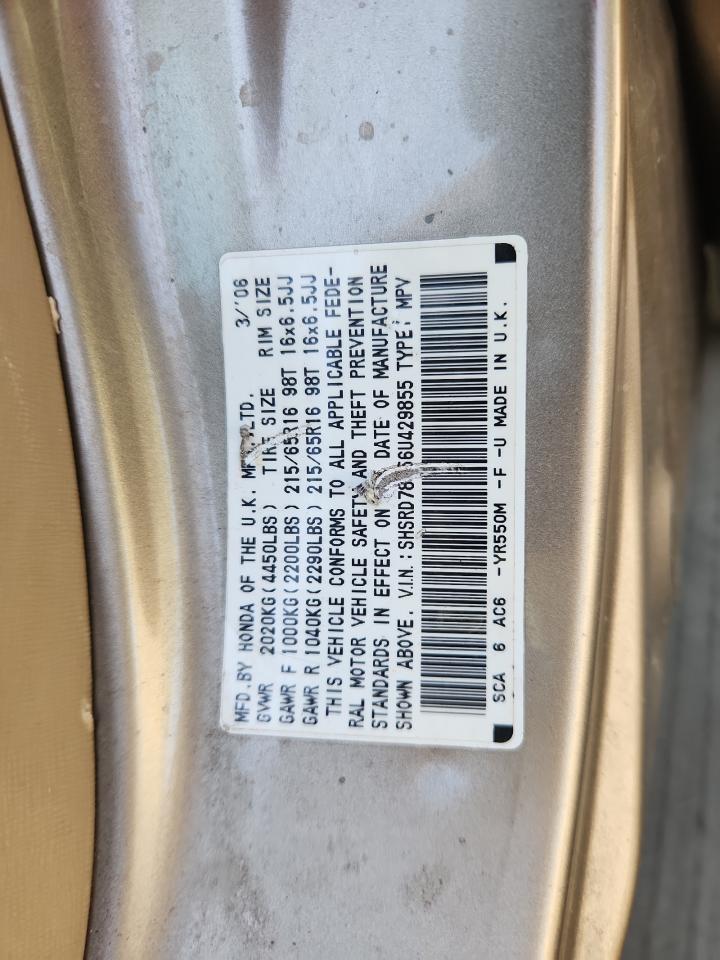 MFD. BY HONDA OF THE U.K. LTD. 3/'06
GVWR 2020KG(4450LBS) TIRE SIZE RIM SIZE
GAWR F 1000KG(2200LBS) 215/65R16 98T 16x6.5JJ
GAWR R 1040KG(2290LBS) 215/65R16 98T 16x6.5JJ
THIS VEHICLE CONFORMS TO ALL APPLICABLE FEDE-
RAL MOTOR VEHICLE SAFETY AND THEFT PREVENTION
STANDARDS IN EFFECT ON DATE OF MANUFACTURE
SHOWN ABOVE. V.I.N.: TYPE: MPV
SCA 6 AC6 -YR550M -F -U MADE IN U.K.